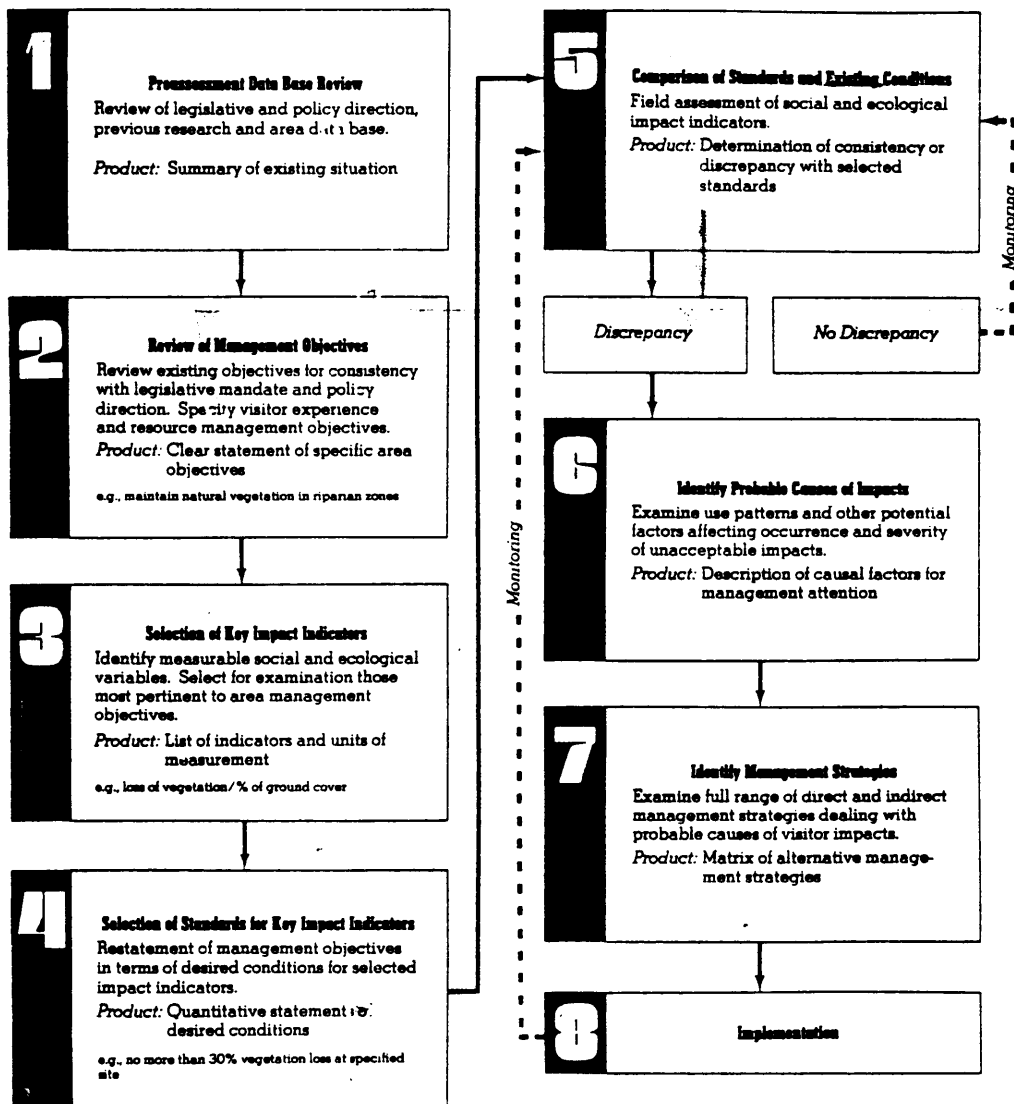 1
Preassessment Data Base Review
Review of legislative and policy direction,
previous research and area data base.
Product: Summary of existing situation
2
Review of Management Objectives
Review existing objectives for consistency
with legislative mandate and policy
direction. Specify visitor experience
and resource management objectives.
Product: Clear statement of specific area
objectives
e.g., maintain natural vegetation in riparian zones
3
Selection of Key Impact Indicators
Identify measurable social and ecological
variables. Select for examination those
most pertinent to area management
objectives.
Product: List of indicators and units of
measurement
e.g., loss of vegetation/% of ground cover
4
Selection of Standards for Key Impact Indicators
Restatement of management objectives
in terms of desired conditions for selected
impact indicators.
Product: Quantitative statement
desired conditions
e.g., no more than 30% vegetation loss at specified
site
5
Comparison of Standards and Existing Conditions
Field assessment of social and ecological
impact indicators.
Product: Determination of consistency or
discrepancy with selected
standards
Monitoring
Discrepancy
No Discrepancy
6
Identify Probable Causes of Impacts
Examine use patterns and other potential
factors affecting occurrence and severity
of unacceptable impacts.
Product: Description of causal factors for
management attention
Monitoring
7
Identify Management Strategies
Examine full range of direct and indirect
management strategies dealing with
probable causes of visitor impacts.
Product: Matrix of alternative manage-
ment strategies
8
Implementation